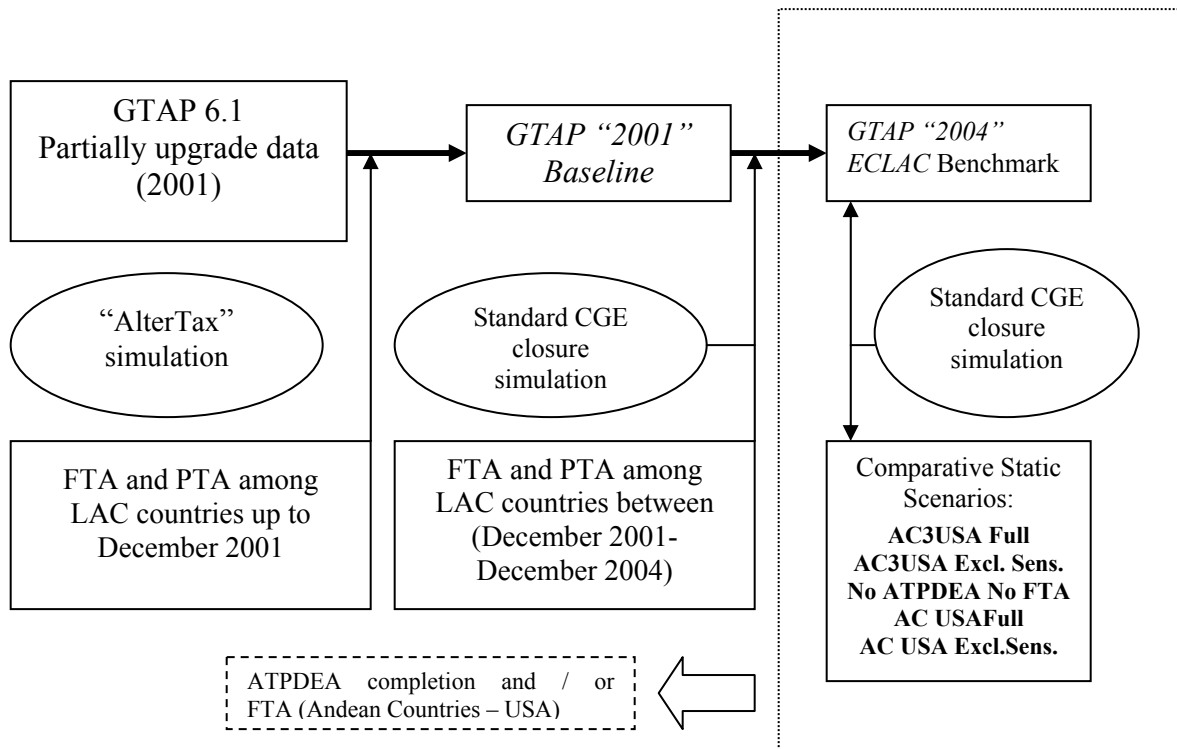 GTAP 6.1
Partially upgrade data
(2001)
GTAP “2001”
Baseline
GTAP “2004”
ECLAC Benchmark
“AlterTax”
simulation
Standard CGE
closure
simulation
Standard CGE
closure
simulation
FTA and PTA among
LAC countries up to
December 2001
FTA and PTA among
LAC countries between
(December 2001-
December 2004)
Comparative Static
Scenarios:
AC3USA Full
AC3USA Excl. Sens.
No ATPDEA No FTA
AC USAFull
AC USA Excl.Sens.
ATPDEA completion and / or
FTA (Andean Countries – USA)